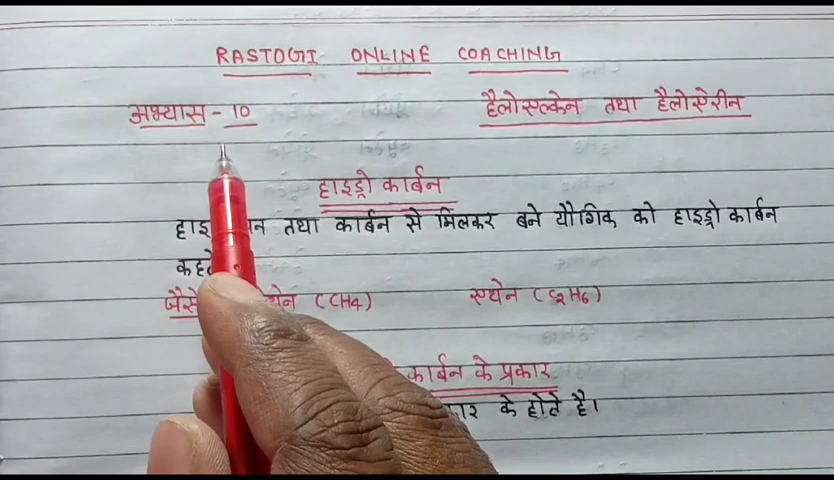 RASTOGI ONLINE COACHING
अभ्यास - 10 हैलोएल्केन तथा हैलोऐरीन
हाइड्रो कार्बन
तथा कार्बन से मिलकर बने यौगिक को हाइड्रो कार्बन
(CH4) एथेन (C2H6)
कार्बन के प्रकार
के होते है।